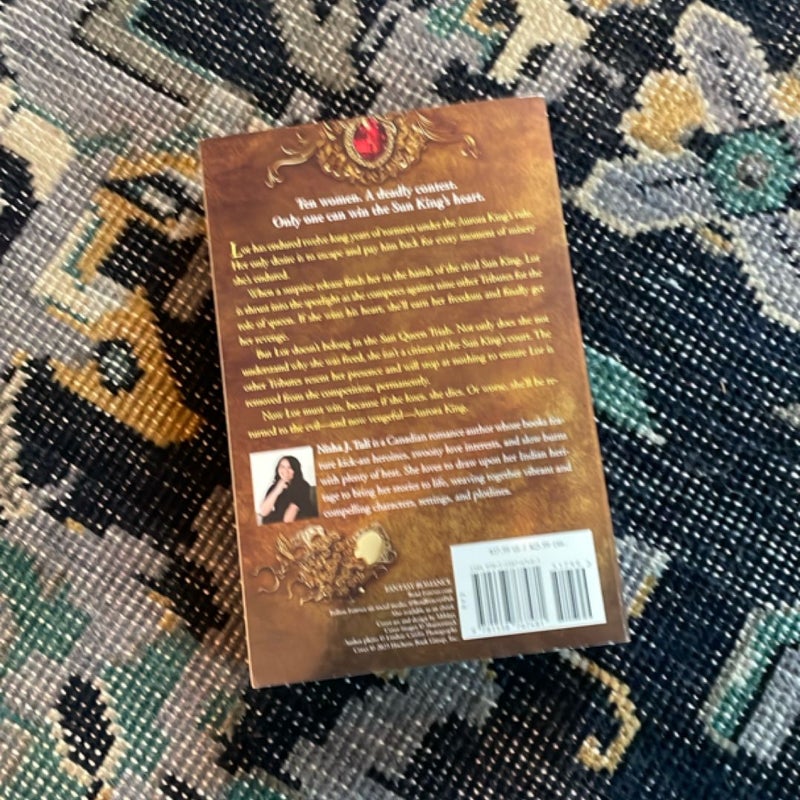 Ten women. A deadly contest.
Only one can win the Sun King's heart.
Lor has endured twelve long years of torment under the Aurora King's rule.
Her only desire is to escape and pay him back for every moment of misery
she's endured.
When a surprise release finds her in the hands of the rival Sun King, Lor
is thrust into the spotlight as she competes against nine other Tributes for the
role of queen. If she wins his heart, she'll earn her freedom and finally get
her revenge.
But Lor doesn't belong in the Sun Queen Trials. Not only does she not
understand why she was freed, she isn't a citizen of the Sun King's court. The
other Tributes resent her presence and will stop at nothing to ensure Lor is
removed from the competition, permanently.
Now Lor must win, because if she loses, she dies. Or worse, she'll be re-
turned to the evil—and now vengeful—Aurora King.
Nisha J. Tuli is a Canadian romance author whose books fea-
ture kick-ass heroines, swoony love interests, and slow burns
with plenty of heat. She loves to draw upon her Indian heri-
tage to bring her stories to life, weaving together vibrant and
compelling characters, settings, and plotlines.
FANTASY ROMANCE
Also available as an ebook